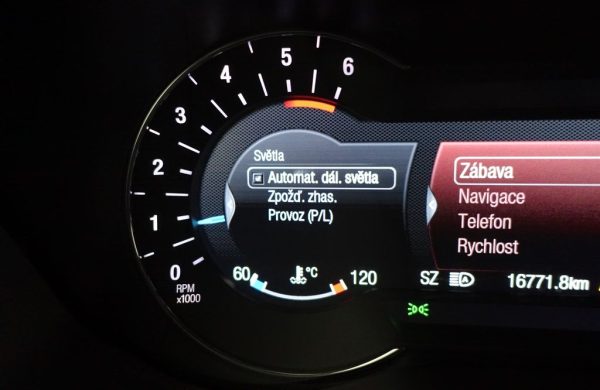 6
5
4
3
2
1
0
RPM
x1000
Světla
Automat. dál. světla
Zpožď. zhas.
Provoz (P/L)
60 °C 120
Zábava
Navigace
Telefon
Rychlost
SZ A 16771.8km